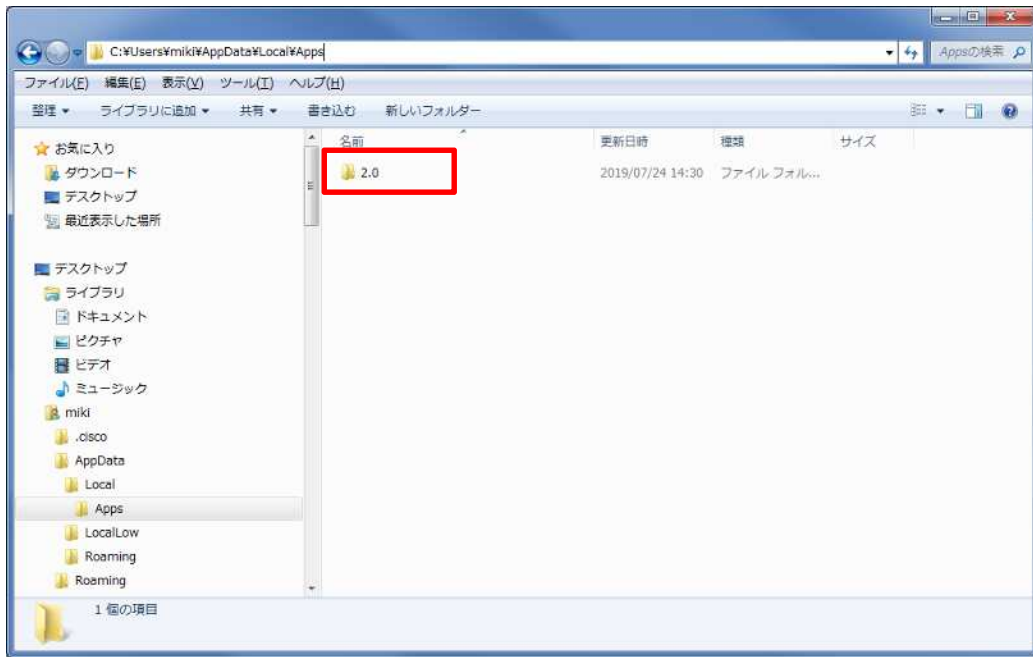 C:¥Users¥miki¥AppData¥Local¥Apps
Appsの検索
ファイル(F) 編集(E) 表示(V) ツール(T) ヘルプ(H)
整理 ライブラリに追加 共有 書き込む 新しいフォルダー
お気に入り
ダウンロード
デスクトップ
最近表示した場所
デスクトップ
ライブラリ
ドキュメント
ピクチャ
ビデオ
ミュージック
miki
.cisco
AppData
Local
Apps
LocalLow
Roaming
Roaming
名前 更新日時 種類 サイズ
2.0 2019/07/24 14:30 ファイル フォル...
1 個の項目